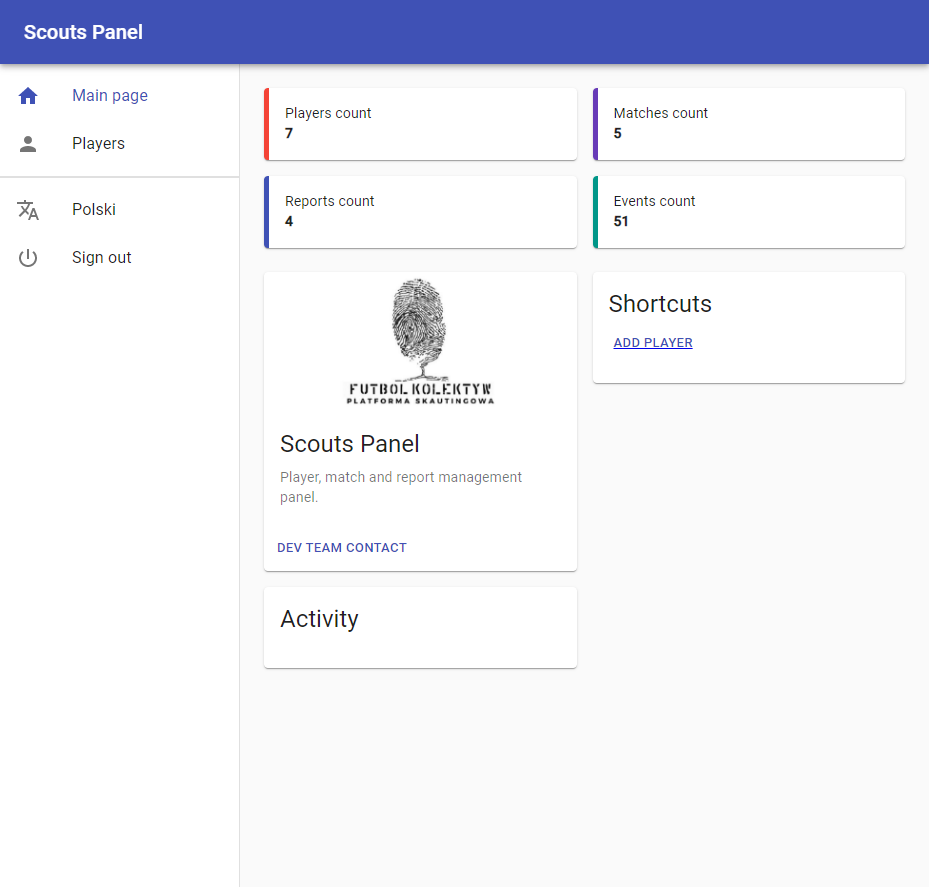 Scouts Panel
Main page
Players
Polski
Sign out
Players count
7
Matches count
5
Reports count
4
Events count
51
FUTBOL KOLEKTYW
PLATFORMA SKAUTINGOWA
Scouts Panel
Player, match and report management
panel.
DEV TEAM CONTACT
Shortcuts
ADD PLAYER
Activity